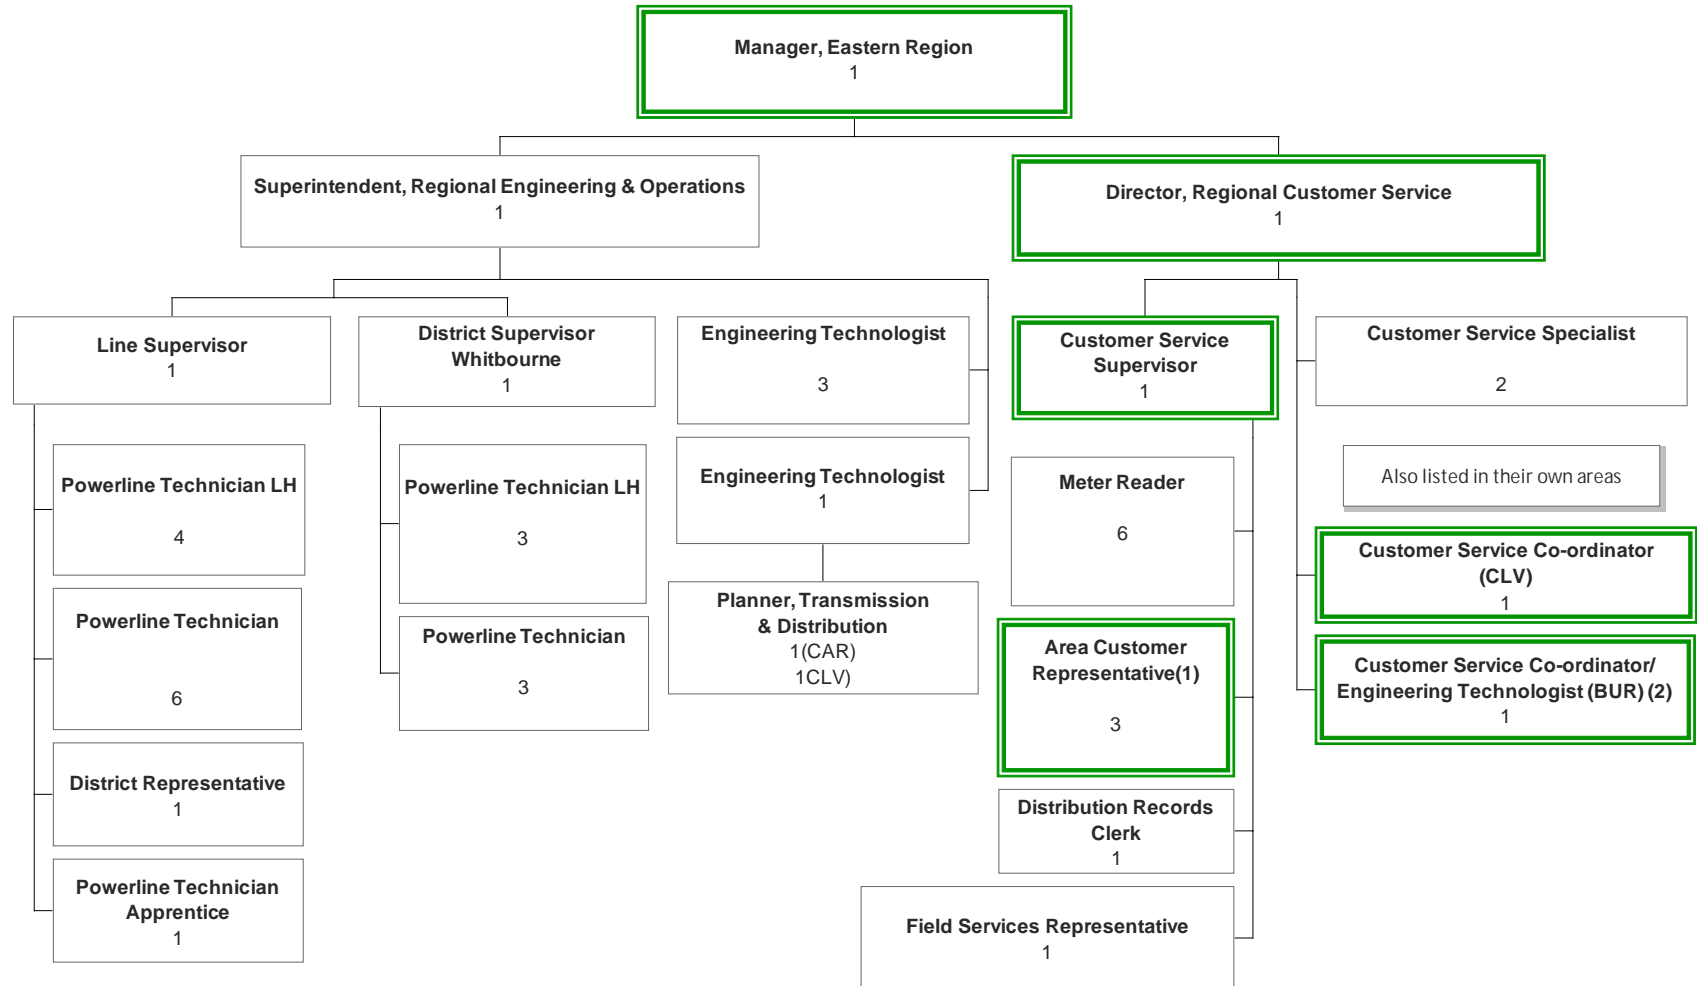 Manager, Eastern Region
1
Superintendent, Regional Engineering & Operations
1
Director, Regional Customer Service
1
Line Supervisor
1
District Supervisor
Whitbourne
1
Engineering Technologist
3
Customer Service
Supervisor
1
Customer Service Specialist
2
Powerline Technician LH
4
Powerline Technician LH
3
Engineering Technologist
1
Meter Reader
6
Also listed in their own areas
Customer Service Co-ordinator
(CLV)
1
Powerline Technician
6
Powerline Technician
3
Planner, Transmission
& Distribution
1(CAR)
1CLV)
Area Customer
Representative(1)
3
Customer Service Co-ordinator/
Engineering Technologist (BUR) (2)
1
District Representative
1
Distribution Records
Clerk
1
Powerline Technician
Apprentice
1
Field Services Representative
1